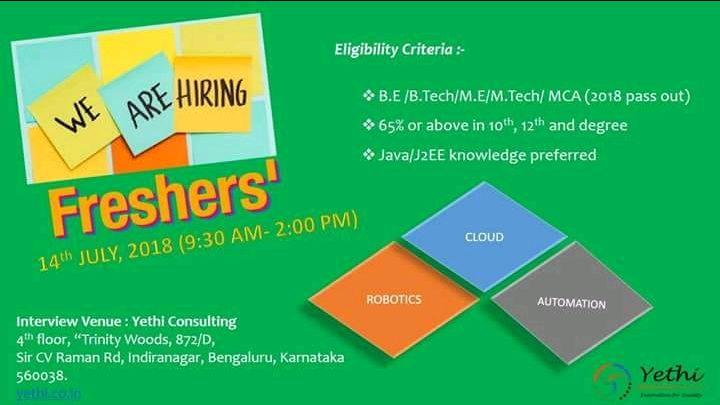 WE ARE HIRING
Freshers'
14th JULY, 2018 (9:30 AM- 2:00 PM)
Interview Venue : Yethi Consulting
4th floor, “Trinity Woods, 872/D,
Sir CV Raman Rd, Indiranagar, Bengaluru, Karnataka
560038.
yethi.co.in
Eligibility Criteria :-
❖ B.E /B.Tech/M.E/M.Tech/ MCA (2018 pass out)
❖ 65% or above in 10th, 12th and degree
❖ Java/J2EE knowledge preferred
CLOUD
ROBOTICS
AUTOMATION
Yethi